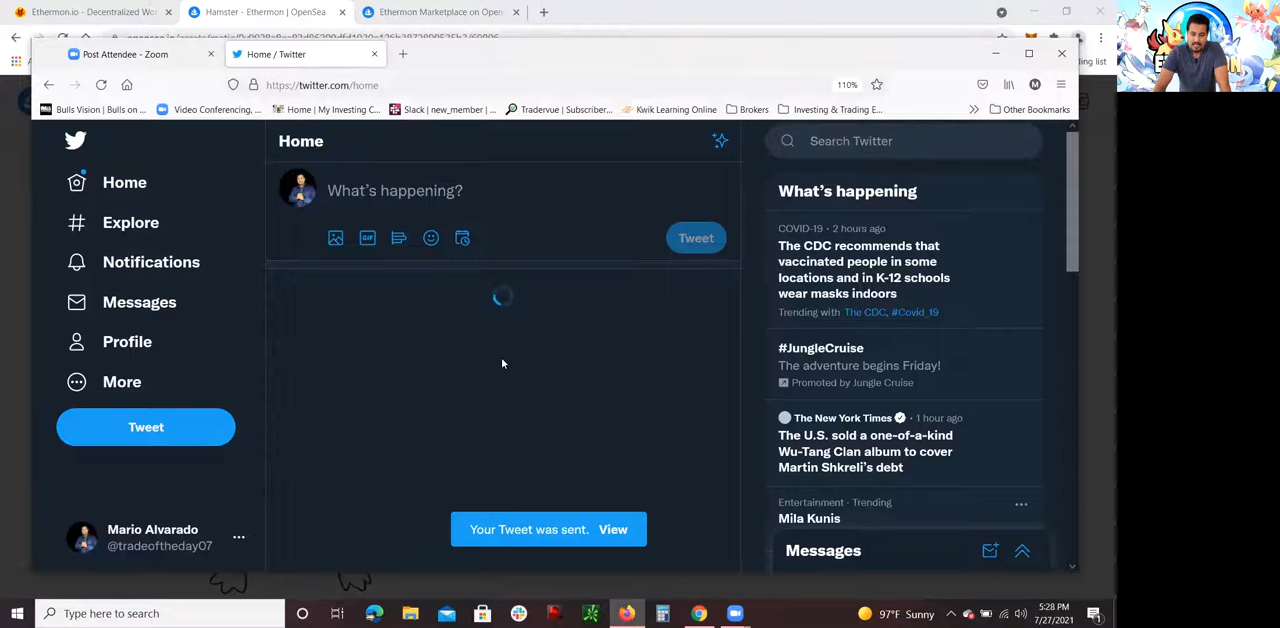 Ethermon.io - Decentralized Wo
Hamster - Ethermon | OpenSea
Ethermon Marketplace on Open
Post Attendee - Zoom
Home / Twitter
https://twitter.com/home
110%
Bulls Vision | Bulls on ...
Video Conferencing, ...
Home | My Investing C...
Slack | new_member | ...
Tradervue | Subscriber...
Kwik Learning Online
Brokers
Investing & Trading E...
Other Bookmarks
ding list
Home
Explore
Notifications
Messages
Profile
More
Tweet
Mario Alvarado
@tradeoftheday07
Home
What's happening?
GIF
Tweet
Your Tweet was sent. View
Search Twitter
What's happening
COVID-19 · 2 hours ago
The CDC recommends that
vaccinated people in some
locations and in K-12 schools
wear masks indoors
Trending with The CDC, #Covid_19
#JungleCruise
The adventure begins Friday!
Promoted by Jungle Cruise
The New York Times · 1 hour ago
The U.S. sold a one-of-a-kind
Wu-Tang Clan album to cover
Martin Shkreli's debt
Entertainment · Trending
Mila Kunis
Messages
Type here to search
97°F Sunny
5:28 PM
7/27/2021